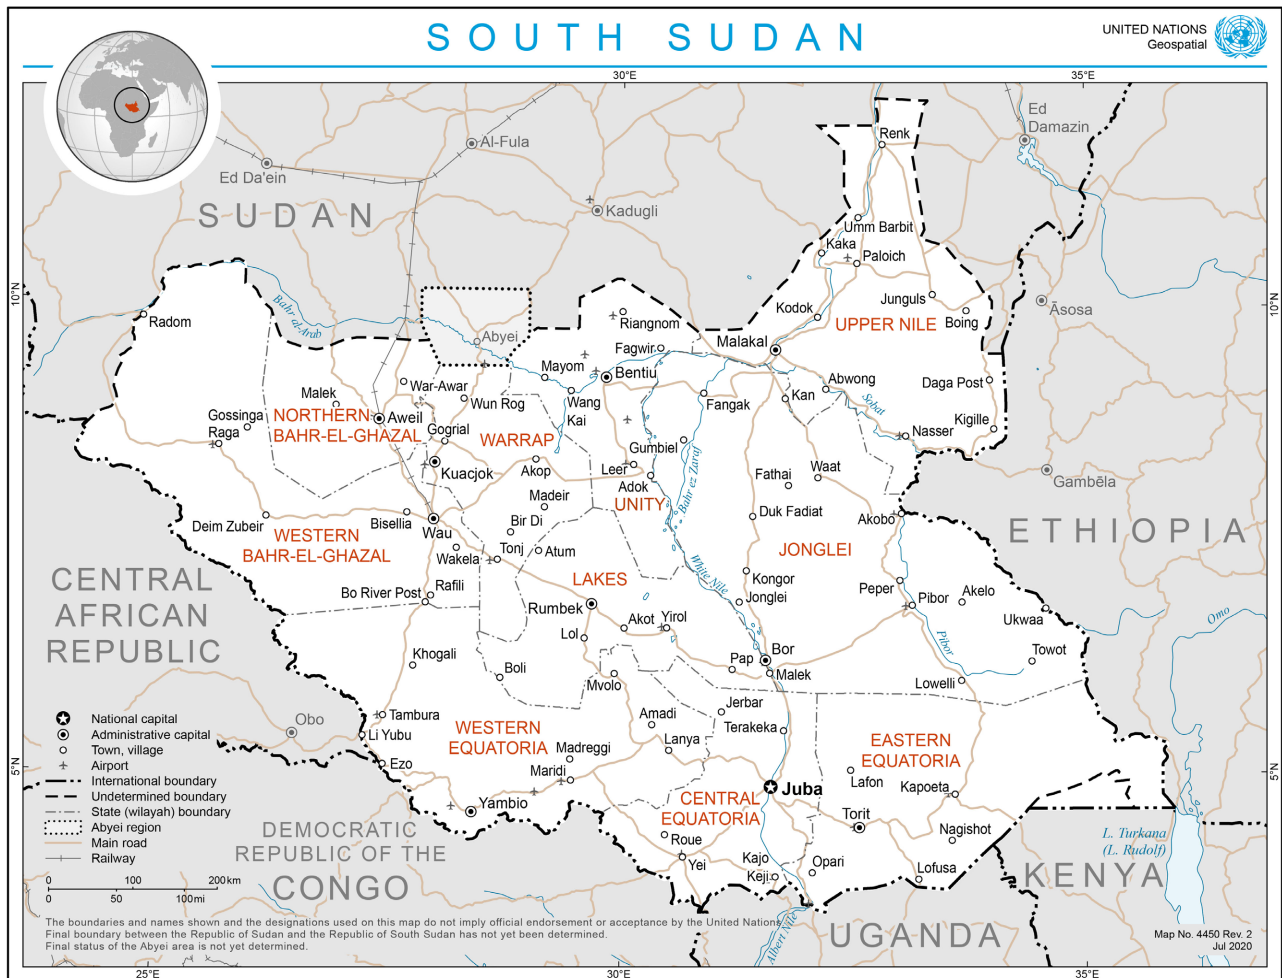 SOUTH SUDAN
UNITED NATIONS
Geospatial
30°E
35°E
Ed
Damazin
Renk
Al-Fula
Ed Da'ein
SUDAN
Kadugli
Umm Barbit
Kaka
Paloich
10°N
10°N
Bahr al-Arab
Radom
Abyei
Riangnom
Kodok
Junguls
Boing
Āsosa
UPPER NILE
Malakal
Fagwir
Mayom
Bentiu
Malek
War-Awar
Wun Rog
Wang
Kai
Fangak
Kan
Abwong
Sobat
Daga Post
Gossinga
Raga
NORTHERN
BAHR-EL-GHAZAL
Aweil
Gogrial
WARRAP
Gumbiel
Bahr ez Zaraf
Nasser
Kigille
Kuacjok
Akop
Leer
Adok
Fathai
Waat
Gambēla
Madeir
UNITY
Deim Zubeir
Bisellia
Wau
Bir Di
Duk Fadiat
Akobo
ETHIOPIA
WESTERN
BAHR-EL-GHAZAL
Wakela
Tonj
Atum
JONGLEI
CENTRAL
AFRICAN
REPUBLIC
Bo River Post
Rafili
LAKES
White Nile
Kongor
Jonglei
Peper
Pibor
Akelo
Ukwaa
Omo
Rumbek
Akot
Yirol
Lol
Pibor
Khogali
Boli
Pap
Bor
Malek
Towot
Mvolo
Lowelli
Tambura
Obo
Li Yubu
WESTERN
EQUATORIA
Amadi
Jerbar
Terakeka
Lanya
EASTERN
EQUATORIA
Madreggi
Maridi
Ezo
5°N
5°N
Lafon
Kapoeta
Juba
Yambio
CENTRAL
EQUATORIA
Torit
DEMOCRATIC
REPUBLIC OF THE
CONGO
Roue
Yei
Nagishot
L. Turkana
(L. Rudolf)
Kajo
Keji
Opari
Lofusa
KENYA
Albert Nile
UGANDA
National capital
Administrative capital
Town, village
Airport
International boundary
Undetermined boundary
State (wilayah) boundary
Abyei region
Main road
Railway
0 100 200 km
0 50 100 mi
The boundaries and names shown and the designations used on this map do not imply official endorsement or acceptance by the United Nations.
Final boundary between the Republic of Sudan and the Republic of South Sudan has not yet been determined.
Final status of the Abyei area is not yet determined.
Map No. 4450 Rev. 2
Jul 2020
25°E
30°E
35°E